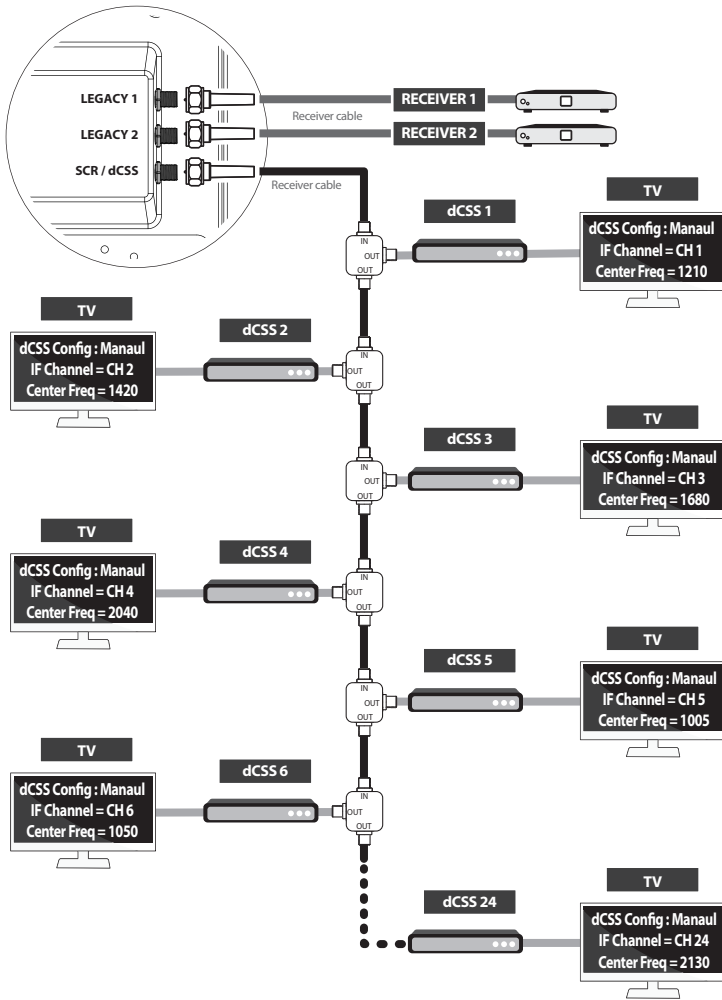 LEGACY 1
RECEIVER 1
Receiver cable
LEGACY 2
RECEIVER 2
SCR / dCSS
Receiver cable
dCSS 1
TV
dCSS Config : Manaul
IF Channel = CH 1
Center Freq = 1210
IN
OUT
OUT
TV
dCSS 2
dCSS Config : Manaul
IF Channel = CH 2
Center Freq = 1420
IN
OUT
OUT
dCSS 3
TV
dCSS Config : Manaul
IF Channel = CH 3
Center Freq = 1680
IN
OUT
OUT
TV
dCSS 4
dCSS Config : Manaul
IF Channel = CH 4
Center Freq = 2040
IN
OUT
OUT
dCSS 5
TV
dCSS Config : Manaul
IF Channel = CH 5
Center Freq = 1005
IN
OUT
OUT
TV
dCSS 6
dCSS Config : Manaul
IF Channel = CH 6
Center Freq = 1050
IN
OUT
OUT
dCSS 24
TV
dCSS Config : Manaul
IF Channel = CH 24
Center Freq = 2130